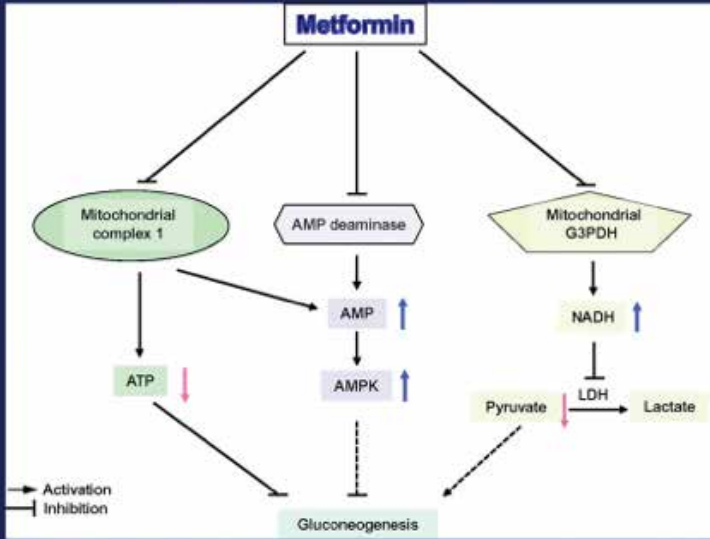 Metformin
Mitochondrial
complex 1
AMP deaminase
Mitochondrial
G3PDH
AMP
NADH
ATP
AMPK
LDH
Pyruvate
Lactate
Activation
Inhibition
Gluconeogenesis